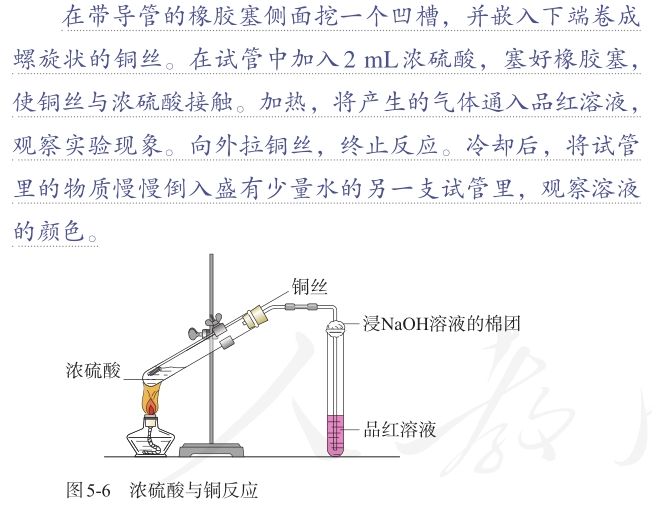 在带导管的橡胶塞侧面挖一个凹槽，并嵌入下端卷成
螺旋状的铜丝。在试管中加入2 mL浓硫酸，塞好橡胶塞，
使铜丝与浓硫酸接触。加热，将产生的气体通入品红溶液，
观察实验现象。向外拉铜丝，终止反应。冷却后，将试管
里的物质慢慢倒入盛有少量水的另一支试管里，观察溶液
的颜色。
铜丝
浸NaOH溶液的棉团
浓硫酸
品红溶液
人教
图5-6 浓硫酸与铜反应